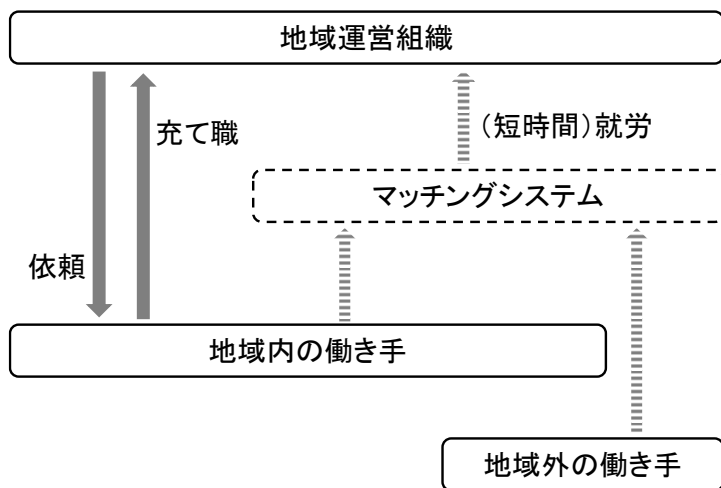 地域運営組織
充て職
（短時間）就労
マッチングシステム
依頼
地域内の働き手
地域外の働き手